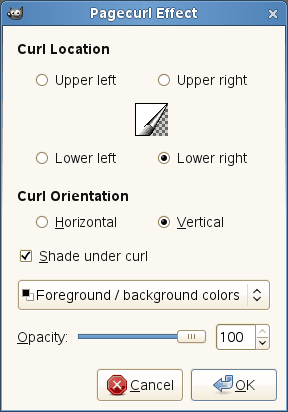 Pagecurl Effect
Curl Location
Upper left Upper right
Lower left Lower right
Curl Orientation
Horizontal Vertical
Shade under curl
Foreground / background colors
Opacity: 100
Cancel OK